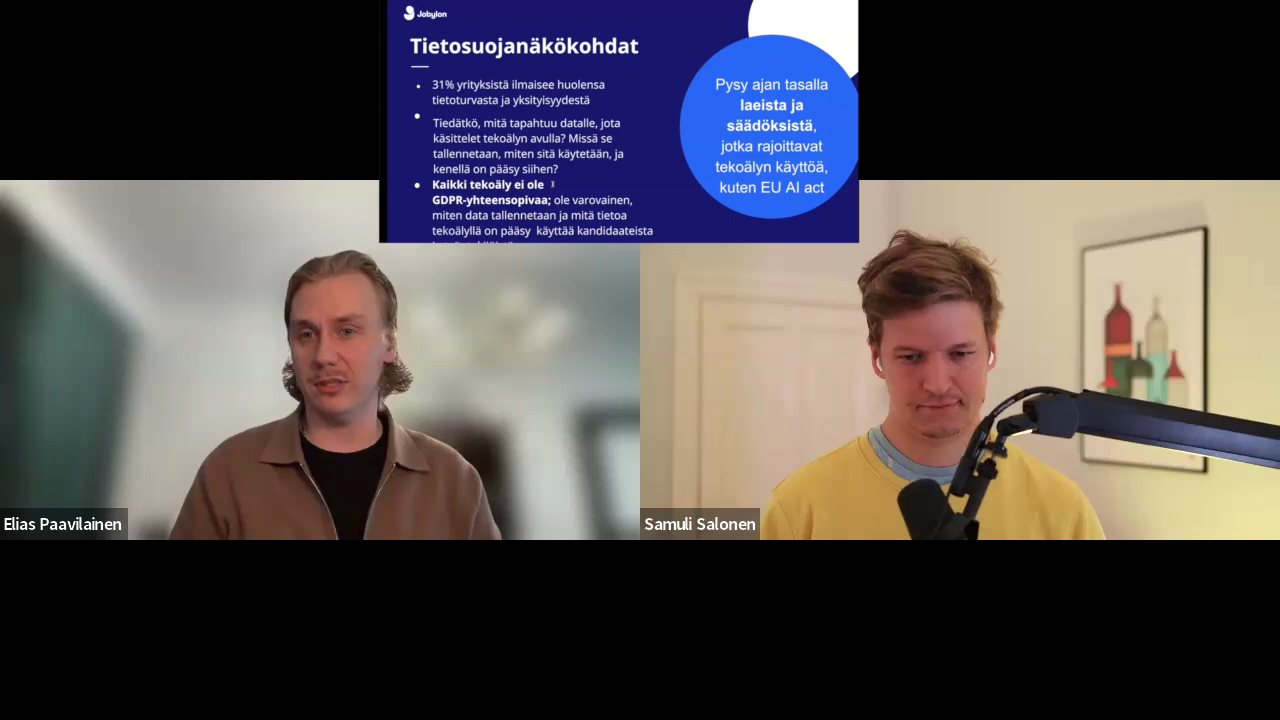 Jobylon
Tietosuojanäkökohdat
31% yrityksistä ilmaisee huolensa
tietoturvasta ja yksityisyydestä
Tiedätkö, mitä tapahtuu datalle, jota
käsittelet tekoälyn avulla? Missä se
tallennetaan, miten sitä käytetään, ja
kenellä on pääsy siihen?
Kaikki tekoäly ei ole
GDPR-yhteensopivaa; ole varovainen,
miten data tallennetaan ja mitä tietoa
tekoälyllä on pääsy käyttää kandidaateista
Pysy ajan tasalla
laeista ja
säädöksistä,
jotka rajoittavat
tekoälyn käyttöä,
kuten EU AI act
Elias Paavilainen
Samuli Salonen